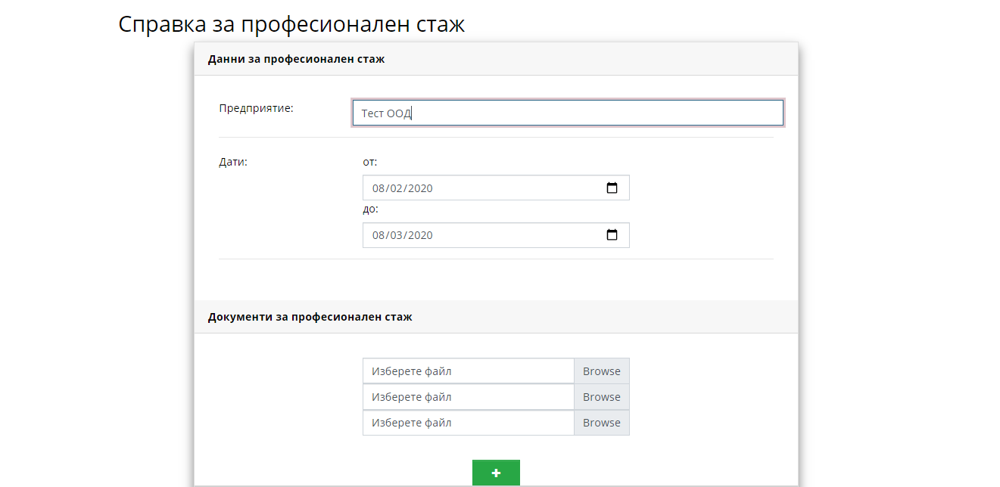 Справка за професионален стаж
Данни за професионален стаж
Предприятие:
Тест ООД
Дати:
от:
08/02/2020
до:
08/03/2020
Документи за професионален стаж
Изберете файл Browse
Изберете файл Browse
Изберете файл Browse
+